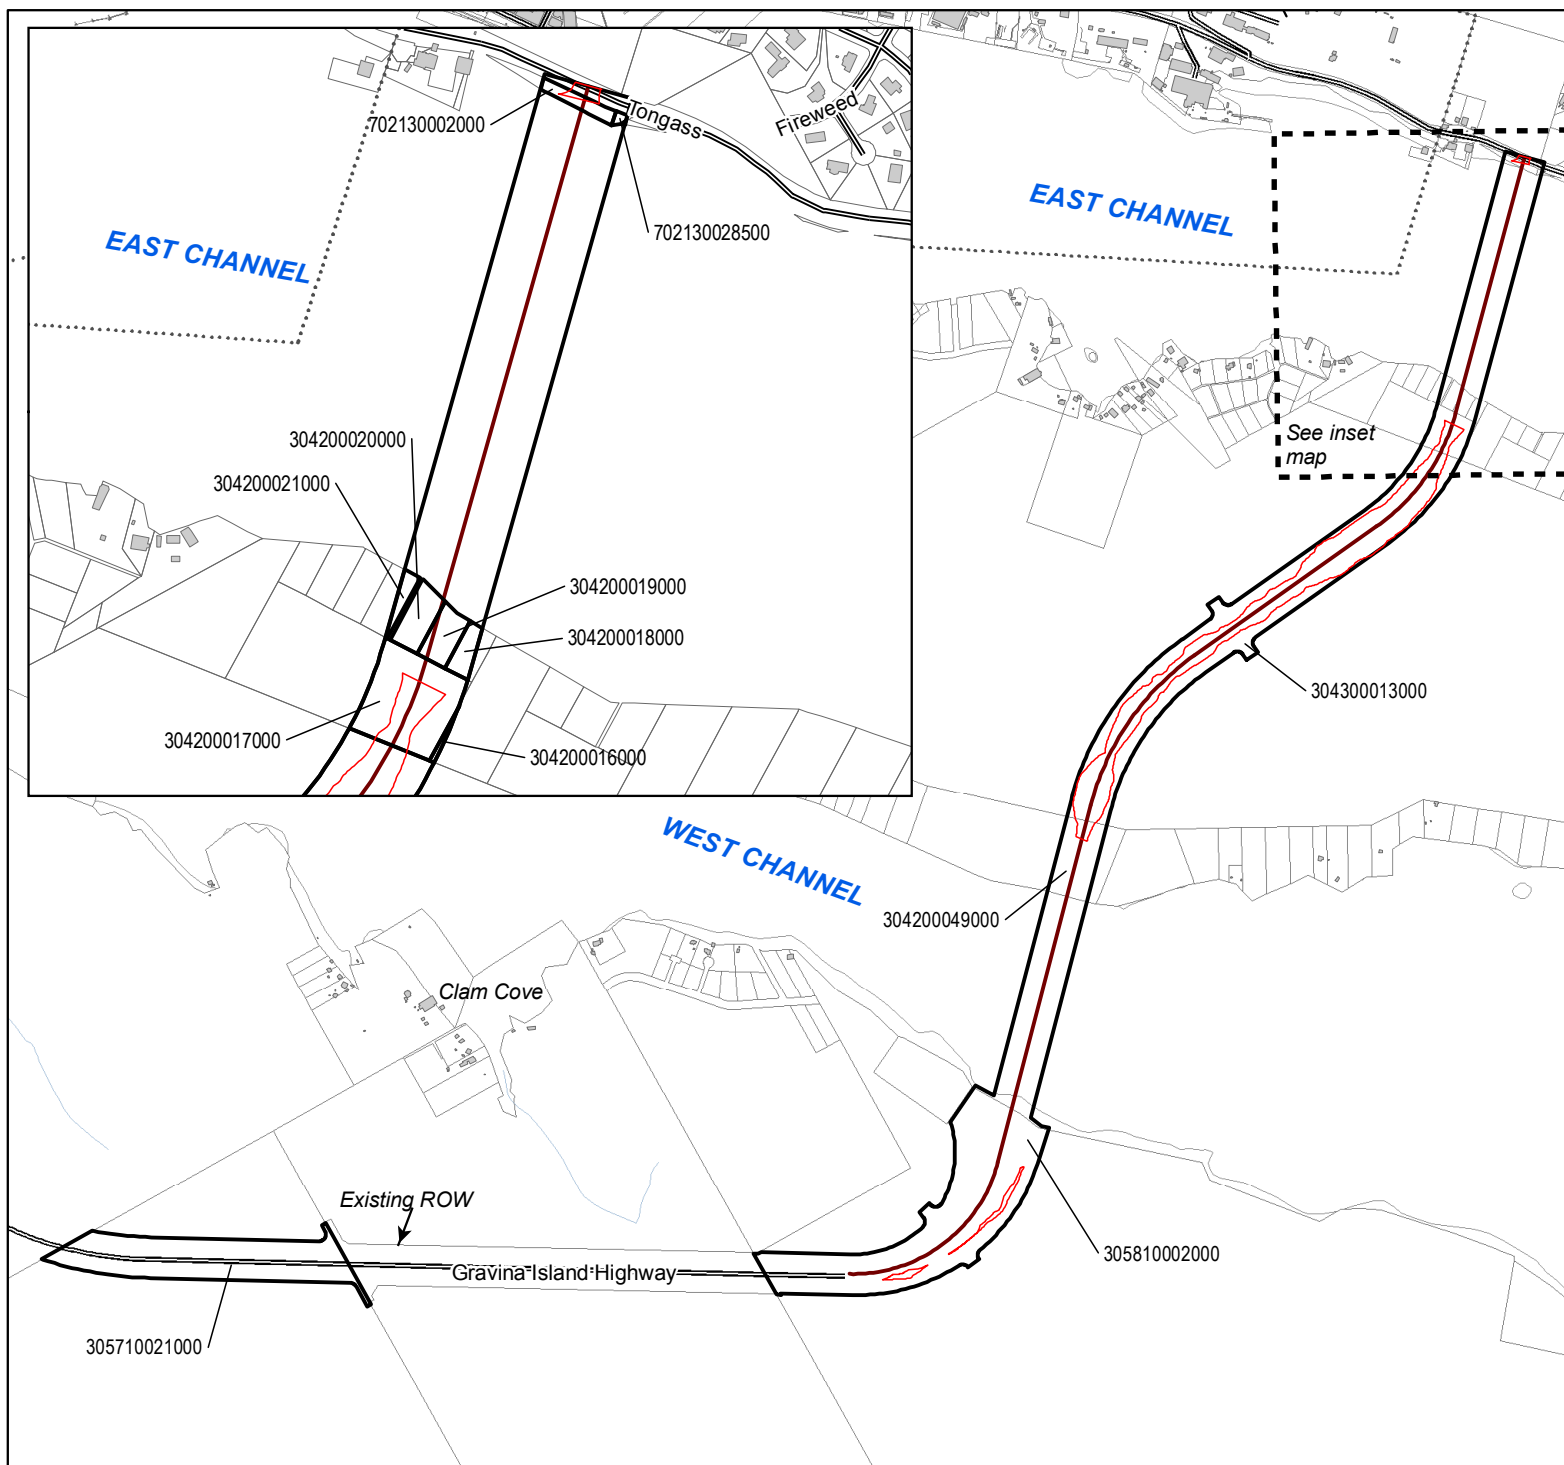 702130002000
Tongass
Fireweed
702130028500
EAST CHANNEL
304200020000
304200021000
304200019000
304200018000
304200017000
304200016000
EAST CHANNEL
See inset
map
304300013000
WEST CHANNEL
304200049000
Clam Cove
Existing ROW
Gravina Island Highway
305810002000
305710021000